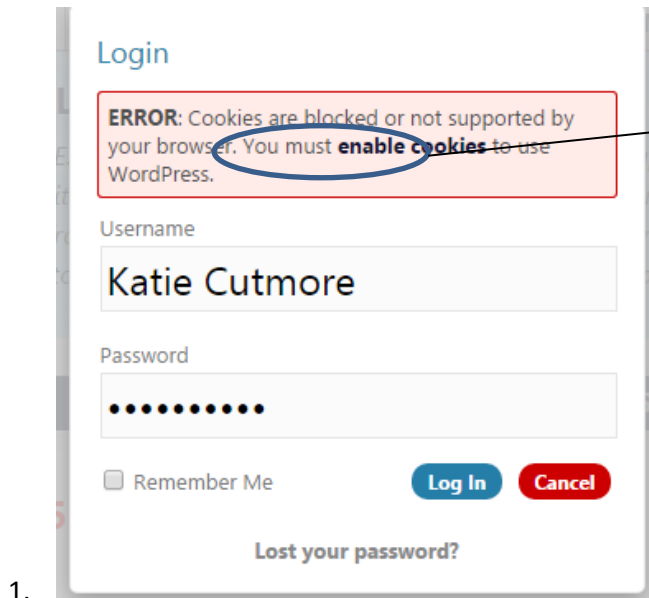 Login
ERROR: Cookies are blocked or not supported by
your browser. You must enable cookies to use
WordPress.
Username
Katie Cutmore
Password
••••••••••
Remember Me
Log In
Cancel
Lost your password?
1.